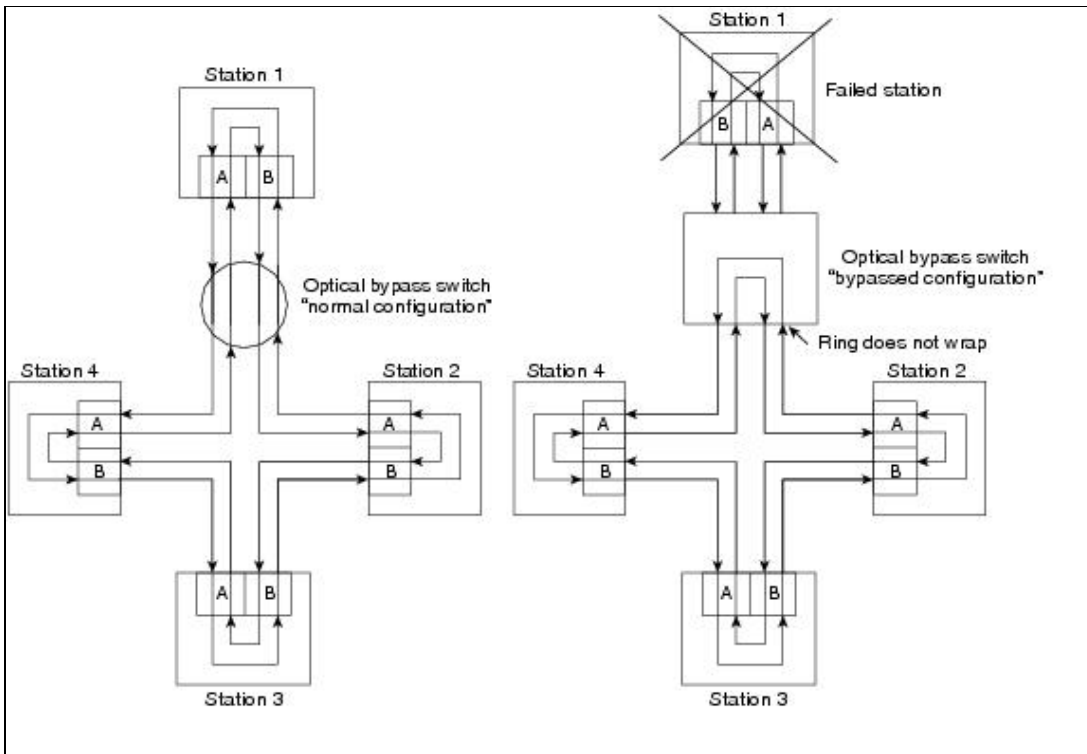 Station 1
A B
Optical bypass switch
"normal configuration"
Station 4
A
B
Station 2
A
B
A B
Station 3
Station 1
Failed station
B A
Optical bypass switch
"bypassed configuration"
Ring does not wrap
Station 4
A
B
Station 2
A
B
A B
Station 3